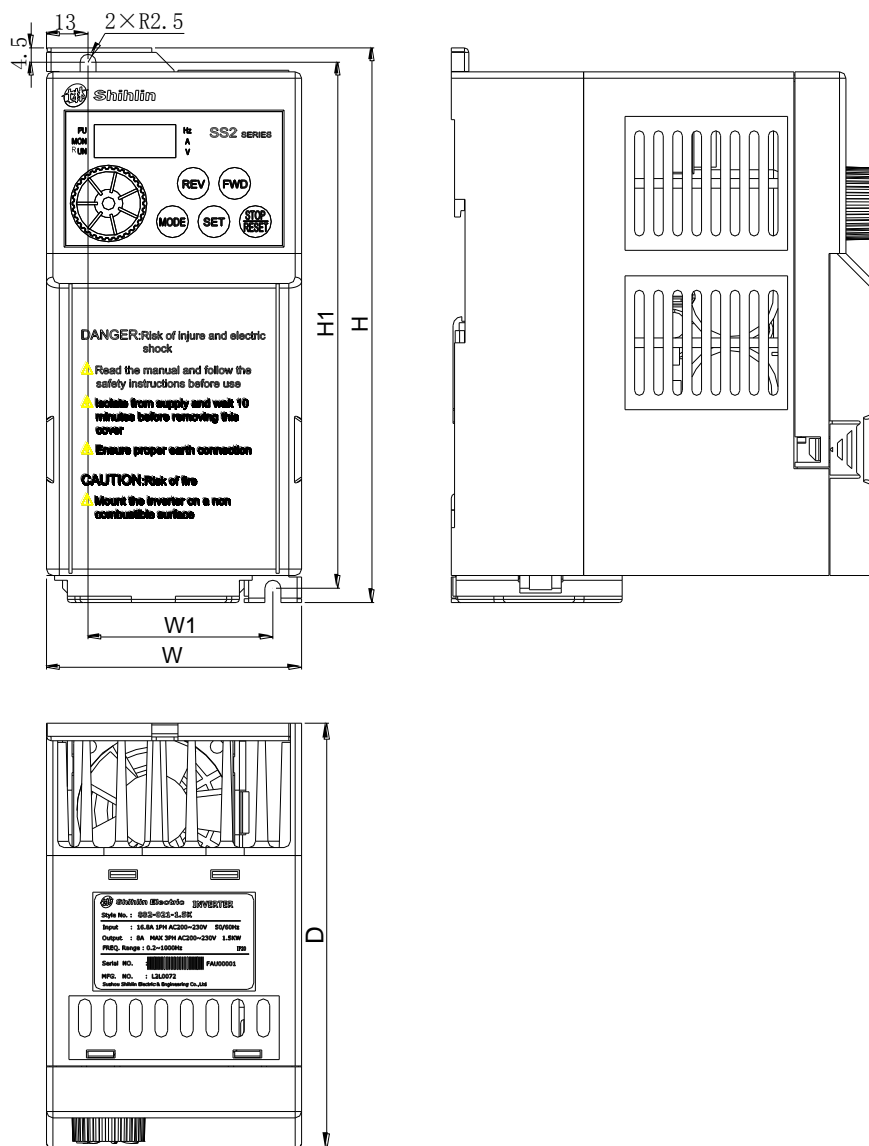 13
2×R2.5
4.5
Shihlin
PU
MON
RUN
Hz
A
V
SS2 SERIES
REV
FWD
MODE
SET
STOP
RESET
DANGER:Risk of injure and electric
shock
Read the manual and follow the
safety instructions before use
Isolate from supply and wait 10
minutes before removing this
cover
Ensure proper earth connection
CAUTION:Risk of fire
Mount the inverter on a non
combustible surface
H1
H
W1
W
D
Shihlin Electric INVERTER
Style No. : SS2-021-1.5K
Input : 16.8A 1PH AC200~230V 50/60Hz
Output : 8A MAX 3PH AC200~230V 1.5KW
FREQ. Range : 0.2~1000Hz IP20
Serial NO. : FAU00001
MFG. NO. : L2L0072
Suzhou Shihlin Electric & Engineering Co.,Ltd